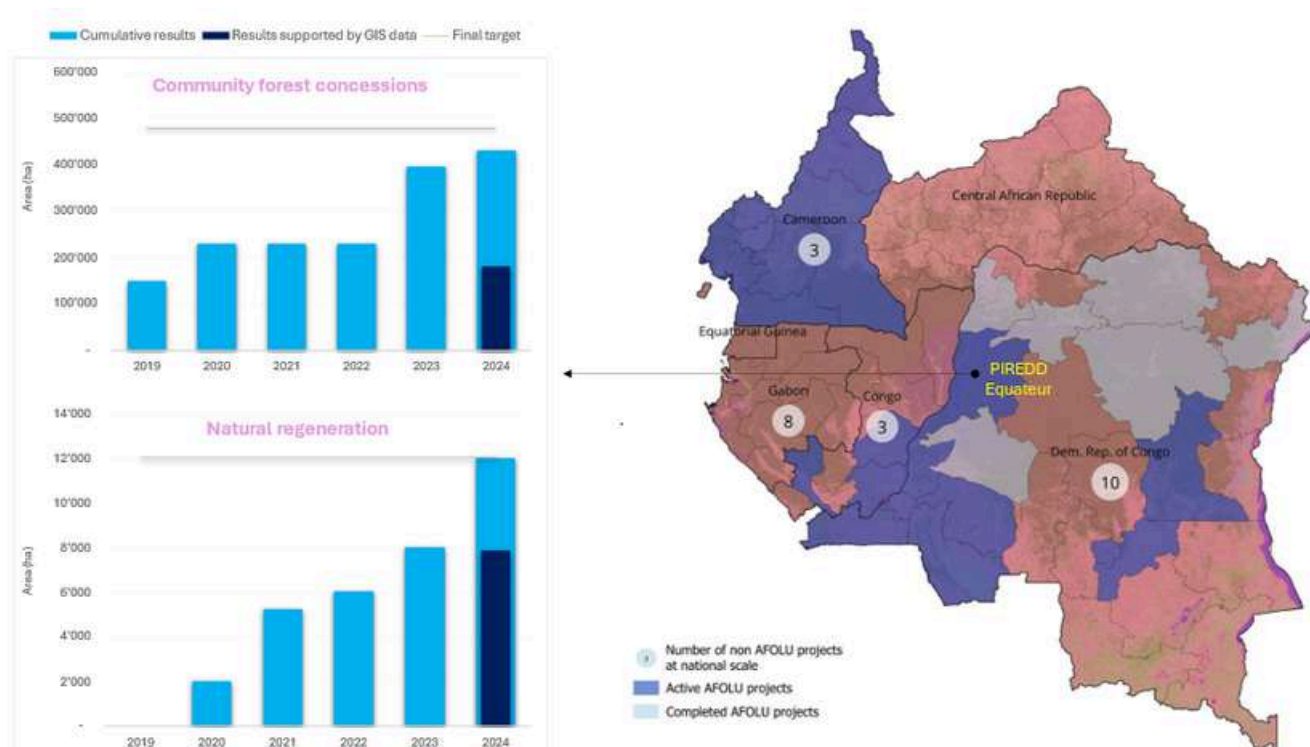 Cumulative results
Results supported by GIS data
Final target
Community forest concessions
Area (ha)
600'000
500'000
400'000
300'000
200'000
100'000
-
2019
2020
2021
2022
2023
2024
Natural regeneration
Area (ha)
14'000
12'000
10'000
8'000
6'000
4'000
2'000
-
2019
2020
2021
2022
2023
2024
Central African Republic
Cameroon
3
Equatorial Guinea
PIREDD
Equateur
Gabon
8
Congo
3
Dem. Rep. of Congo
10
Number of non AFOLU projects
at national scale
Active AFOLU projects
Completed AFOLU projects